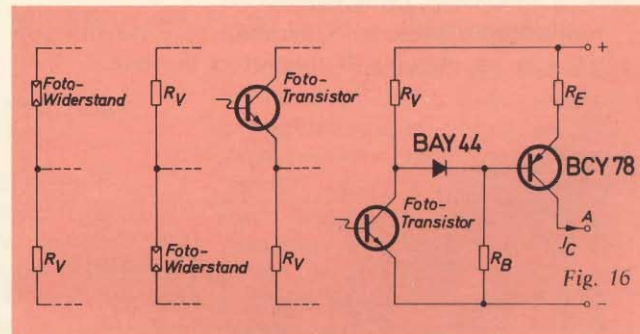 Foto-
Widerstand
R_V
R_V
Foto-
Widerstand
Foto-
Transistor
R_V
R_V
Foto-
Transistor
BAY 44
R_B
R_E
BCY 78
A
I_C
Fig. 16
+
−